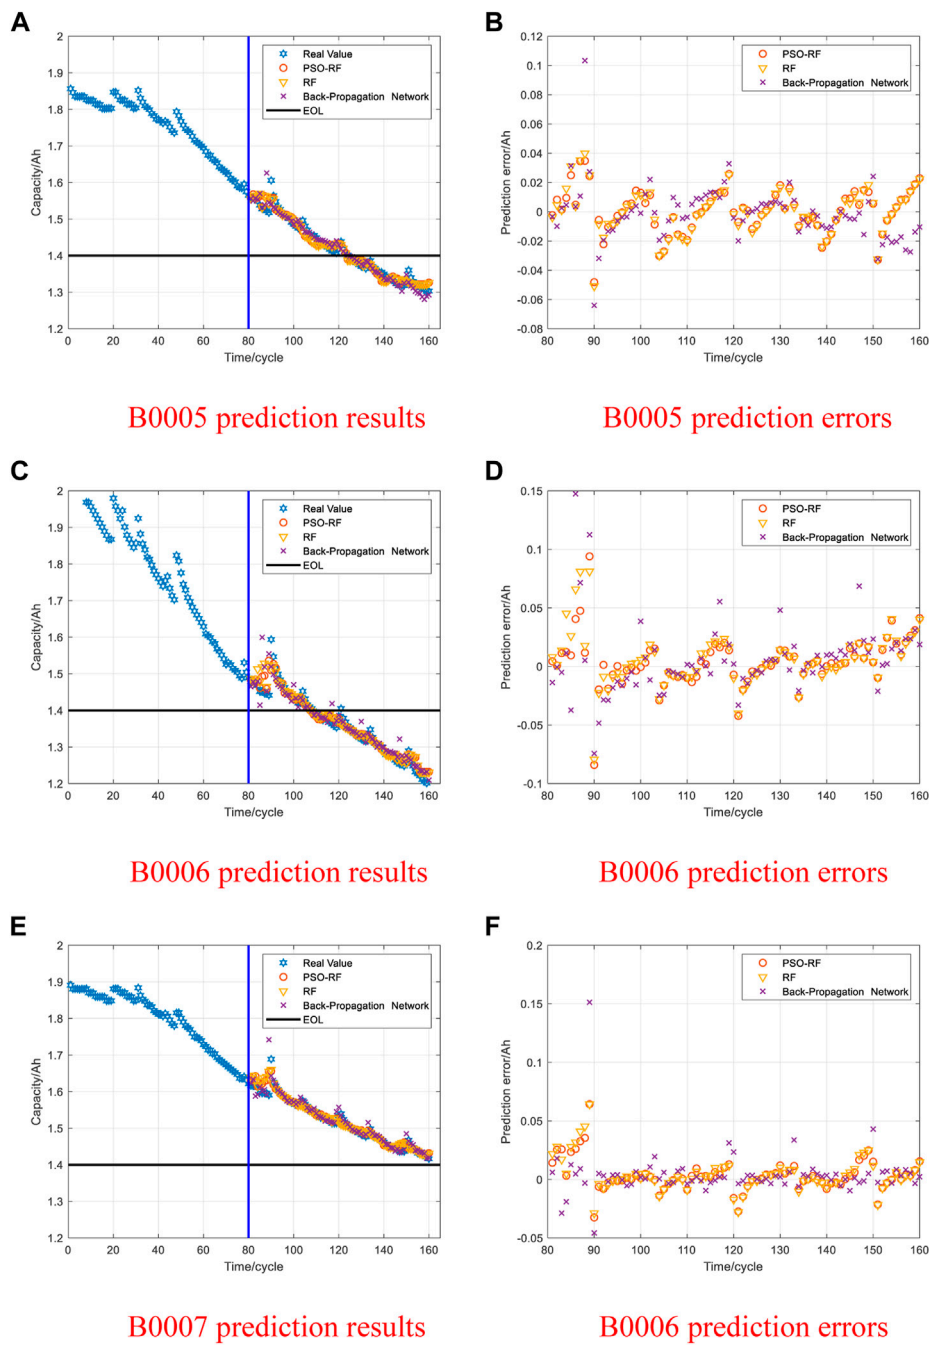 A
2
1.9
1.8
1.7
1.6
1.5
1.4
1.3
1.2
Capacity/Ah
0 20 40 60 80 100 120 140 160
Time/cycle
Real Value
PSO-RF
RF
Back-Propagation Network
EOL
B0005 prediction results
B
0.12
0.1
0.08
0.06
0.04
0.02
0
-0.02
-0.04
-0.06
-0.08
Prediction error/Ah
81 90 100 110 120 130 140 150 160
Time/cycle
PSO-RF
RF
Back-Propagation Network
B0005 prediction errors
C
2
1.9
1.8
1.7
1.6
1.5
1.4
1.3
1.2
Capacity/Ah
0 20 40 60 80 100 120 140 160
Time/cycle
Real Value
PSO-RF
RF
Back-Propagation Network
EOL
B0006 prediction results
D
0.15
0.1
0.05
0
-0.05
-0.1
Prediction error/Ah
81 90 100 110 120 130 140 150 160
Time/cycle
PSO-RF
RF
Back-Propagation Network
B0006 prediction errors
E
2
1.9
1.8
1.7
1.6
1.5
1.4
1.3
1.2
Capacity/Ah
0 20 40 60 80 100 120 140 160
Time/cycle
Real Value
PSO-RF
RF
Back-Propagation Network
EOL
B0007 prediction results
F
0.2
0.15
0.1
0.05
0
-0.05
Prediction error/Ah
81 90 100 110 120 130 140 150 160
Time/cycle
PSO-RF
RF
Back-Propagation Network
B0006 prediction errors